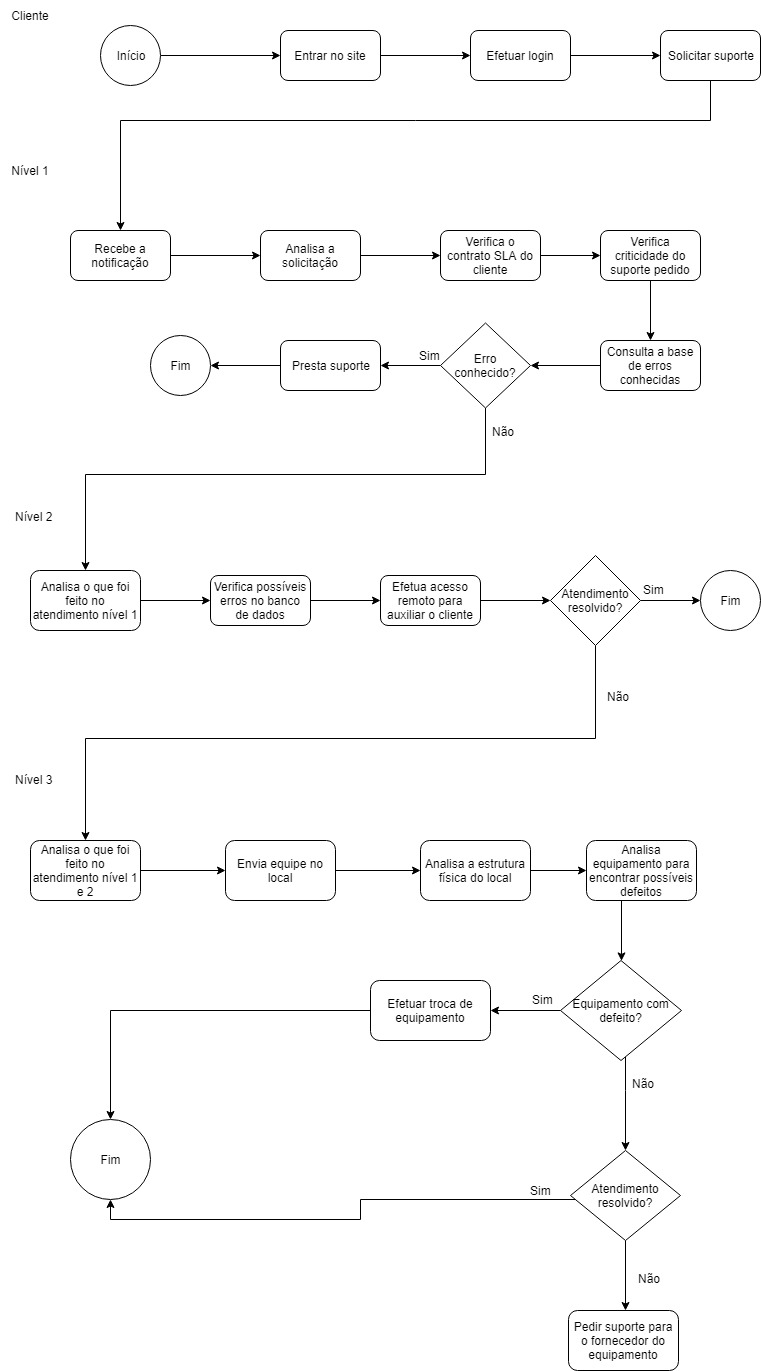 Cliente
Início
Entrar no site
Efetuar login
Solicitar suporte
Nível 1
Recebe a
notificação
Analisa a
solicitação
Verifica o
contrato SLA do
cliente
Verifica
criticidade do
suporte pedido
Fim
Presta suporte
Sim
Erro
conhecido?
Consulta a base
de erros
conhecidas
Não
Nível 2
Analisa o que foi
feito no
atendimento nível 1
Verifica possíveis
erros no banco
de dados
Efetua acesso
remoto para
auxiliar o cliente
Atendimento
resolvido?
Sim
Fim
Não
Nível 3
Analisa o que foi
feito no
atendimento nível 1
e 2
Envia equipe no
local
Analisa a estrutura
física do local
Analisa
equipamento para
encontrar possíveis
defeitos
Efetuar troca de
equipamento
Sim
Equipamento com
defeito?
Não
Fim
Sim
Atendimento
resolvido?
Não
Pedir suporte para
o fornecedor do
equipamento